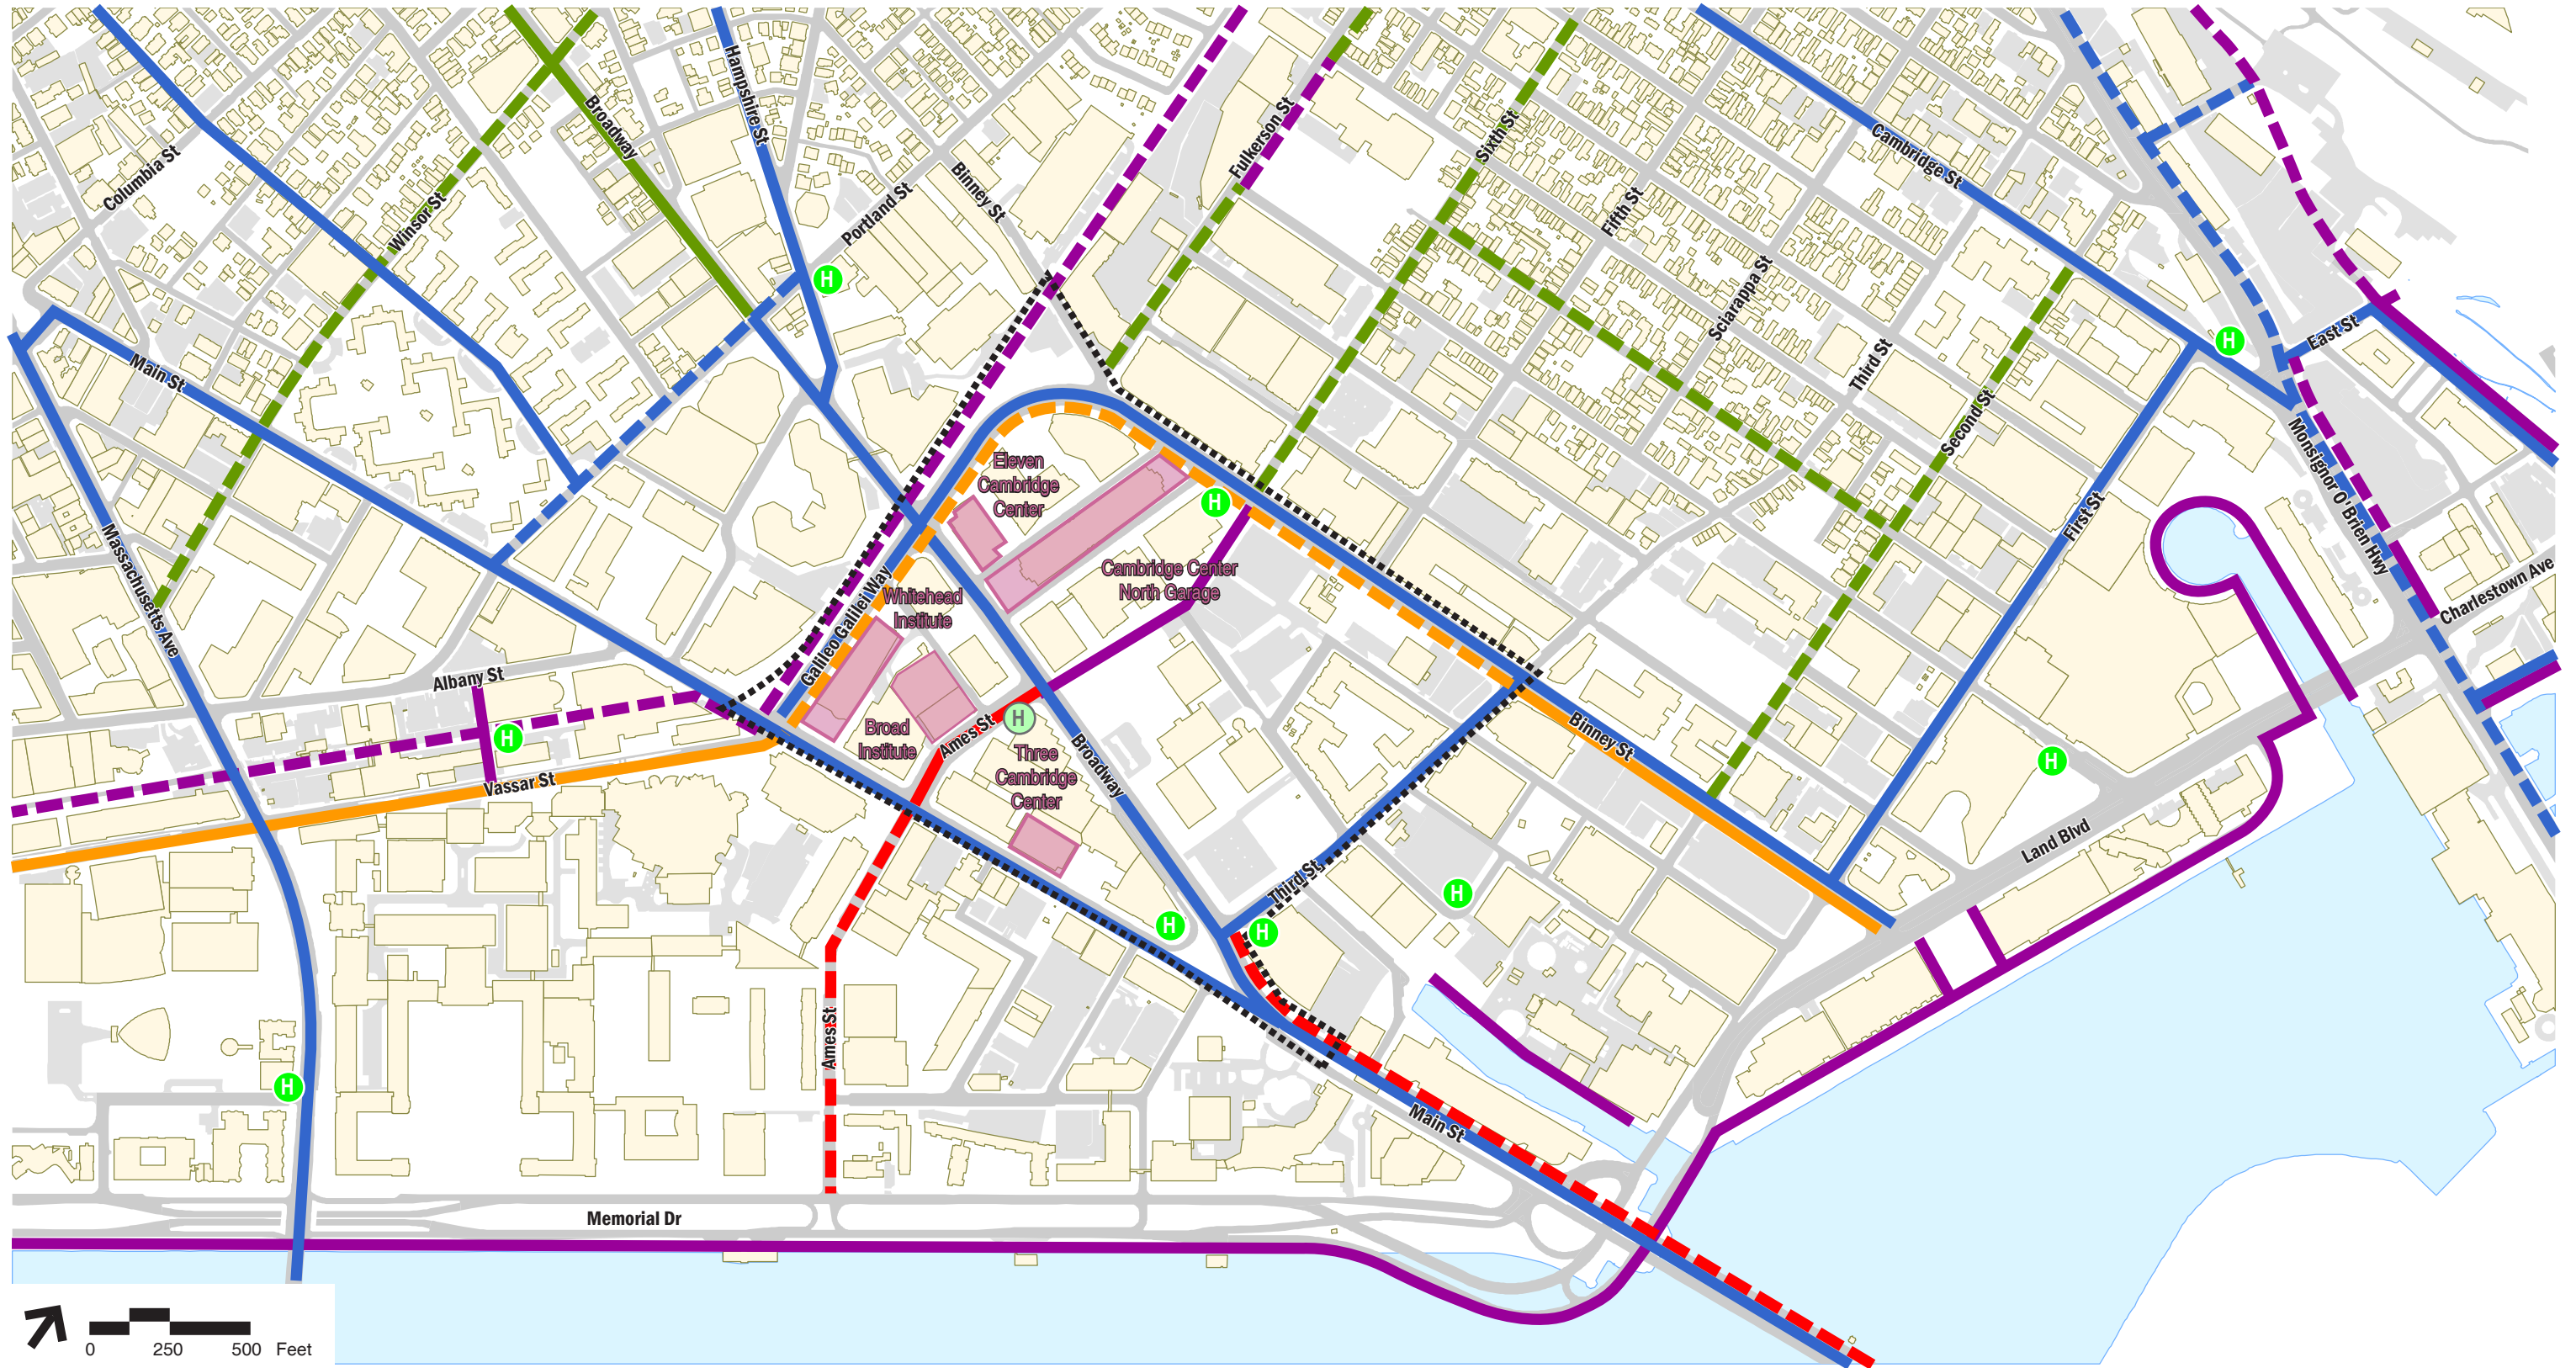 Hampshire St
Broadway
Columbia St
Winsor St
Portland St
Binney St
Fulkerson St
Sixth St
Fifth St
Cambridge St
Sciarappa St
Third St
Second St
East St
Main St
Massachusetts Ave
Monsignor O'Brien Hwy
First St
Charlestown Ave
Eleven
Cambridge
Center
H
H
H
Cambridge Center
North Garage
Whitehead
Institute
Galileo Galilei Way
Albany St
Vassar St
H
Broad
Institute
Ames St
H
Three
Cambridge
Center
Broadway
Binney St
H
Land Blvd
Third St
H
H
H
Ames St
H
Main St
Memorial Dr
0 250 500 Feet